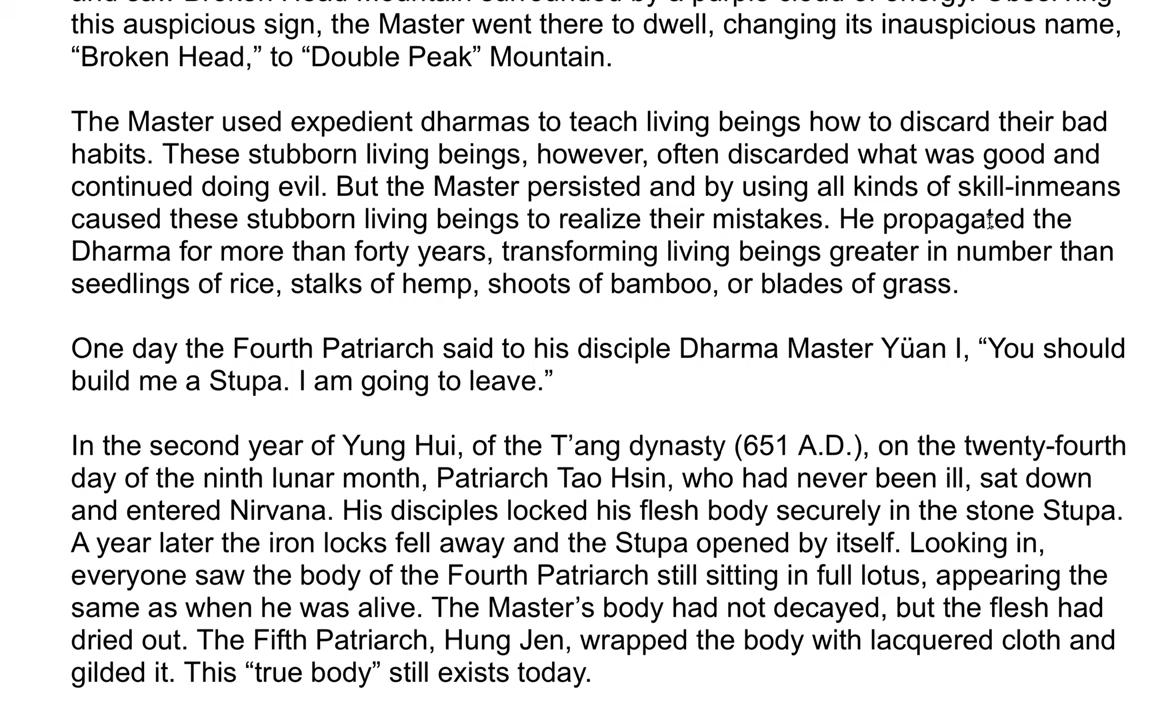 and saw Broken Head Mountain surrounded by a purple cloud of energy. Observing
this auspicious sign, the Master went there to dwell, changing its inauspicious name,
“Broken Head,” to “Double Peak” Mountain.
The Master used expedient dharmas to teach living beings how to discard their bad
habits. These stubborn living beings, however, often discarded what was good and
continued doing evil. But the Master persisted and by using all kinds of skill-inmeans
caused these stubborn living beings to realize their mistakes. He propagated the
Dharma for more than forty years, transforming living beings greater in number than
seedlings of rice, stalks of hemp, shoots of bamboo, or blades of grass.
One day the Fourth Patriarch said to his disciple Dharma Master Yüan I, “You should
build me a Stupa. I am going to leave.”
In the second year of Yung Hui, of the T’ang dynasty (651 A.D.), on the twenty-fourth
day of the ninth lunar month, Patriarch Tao Hsin, who had never been ill, sat down
and entered Nirvana. His disciples locked his flesh body securely in the stone Stupa.
A year later the iron locks fell away and the Stupa opened by itself. Looking in,
everyone saw the body of the Fourth Patriarch still sitting in full lotus, appearing the
same as when he was alive. The Master’s body had not decayed, but the flesh had
dried out. The Fifth Patriarch, Hung Jen, wrapped the body with lacquered cloth and
gilded it. This “true body” still exists today.